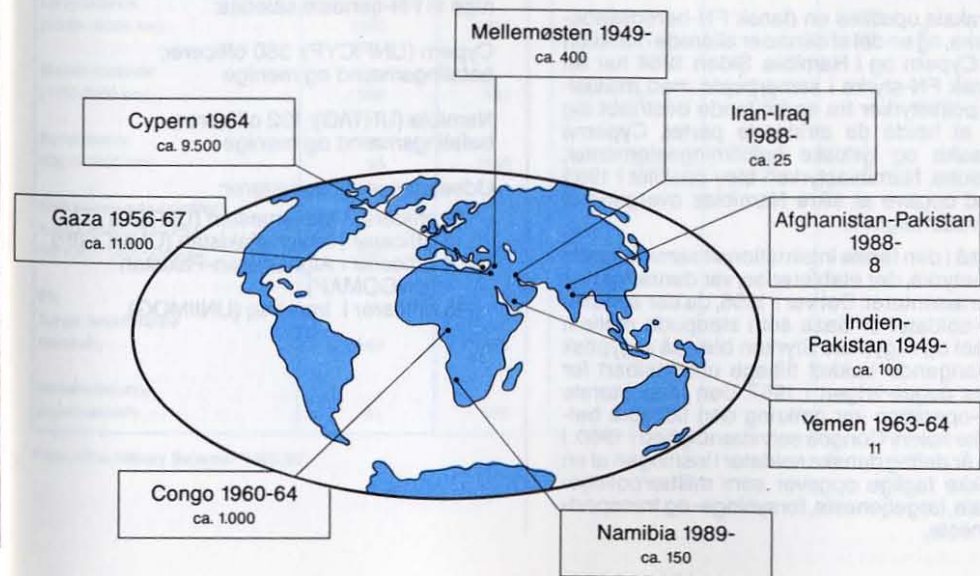 Mellemøsten 1949-
ca. 400
Cypern 1964
ca. 9.500
Iran-Iraq
1988-
ca. 25
Gaza 1956-67
ca. 11.000
Afghanistan-Pakistan
1988-
8
Indien-
Pakistan 1949-
ca. 100
Yemen 1963-64
11
Congo 1960-64
ca. 1.000
Namibia 1989-
ca. 150